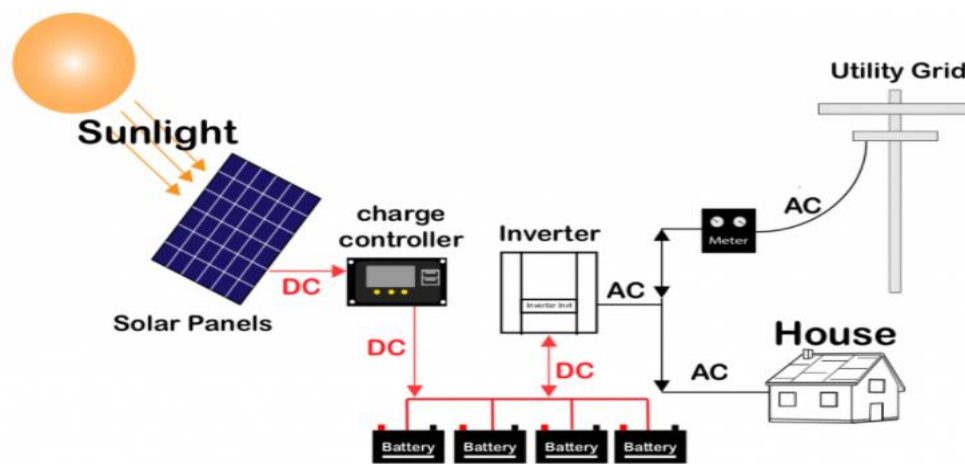 Utility Grid
Sunlight
AC
charge
controller
Inverter
Meter
DC
AC
Solar Panels
House
DC
DC
AC
Battery
Battery
Battery
Battery